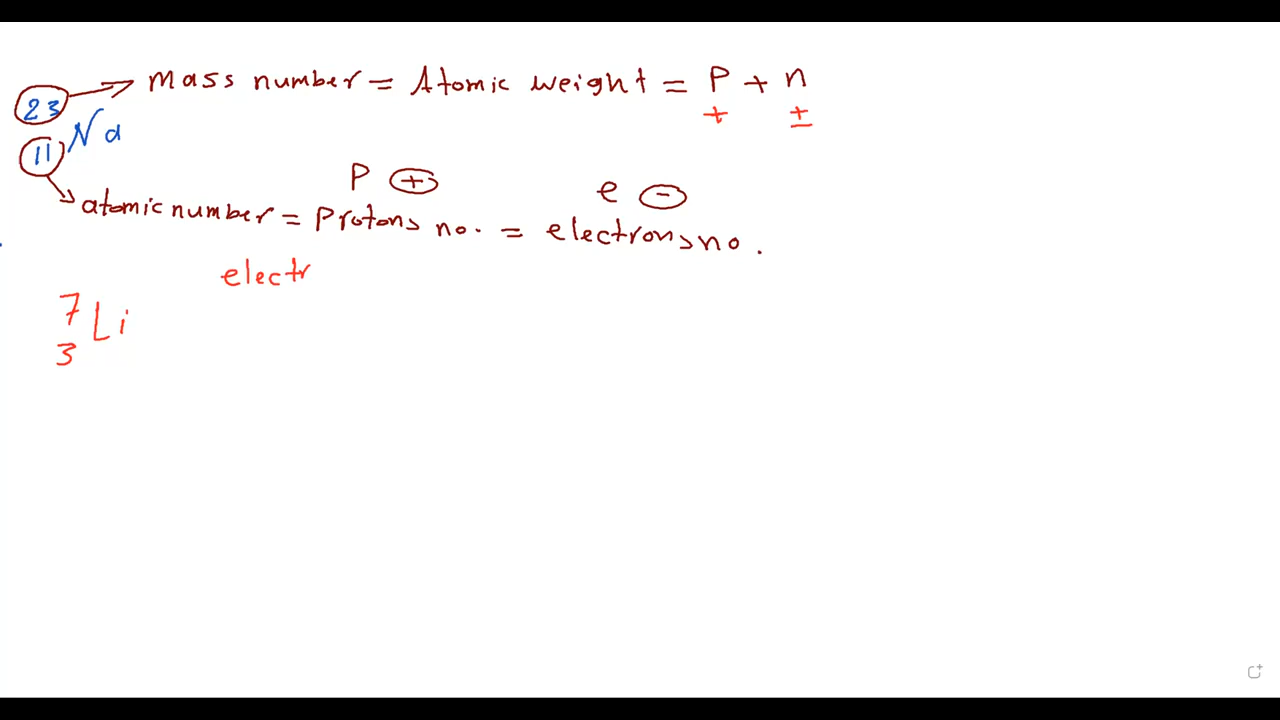 23 mass number = Atomic weight = P + n
+ ±
11 Na
P + e -
atomic number = Protons no. = electrons no.
electr
7
Li
3